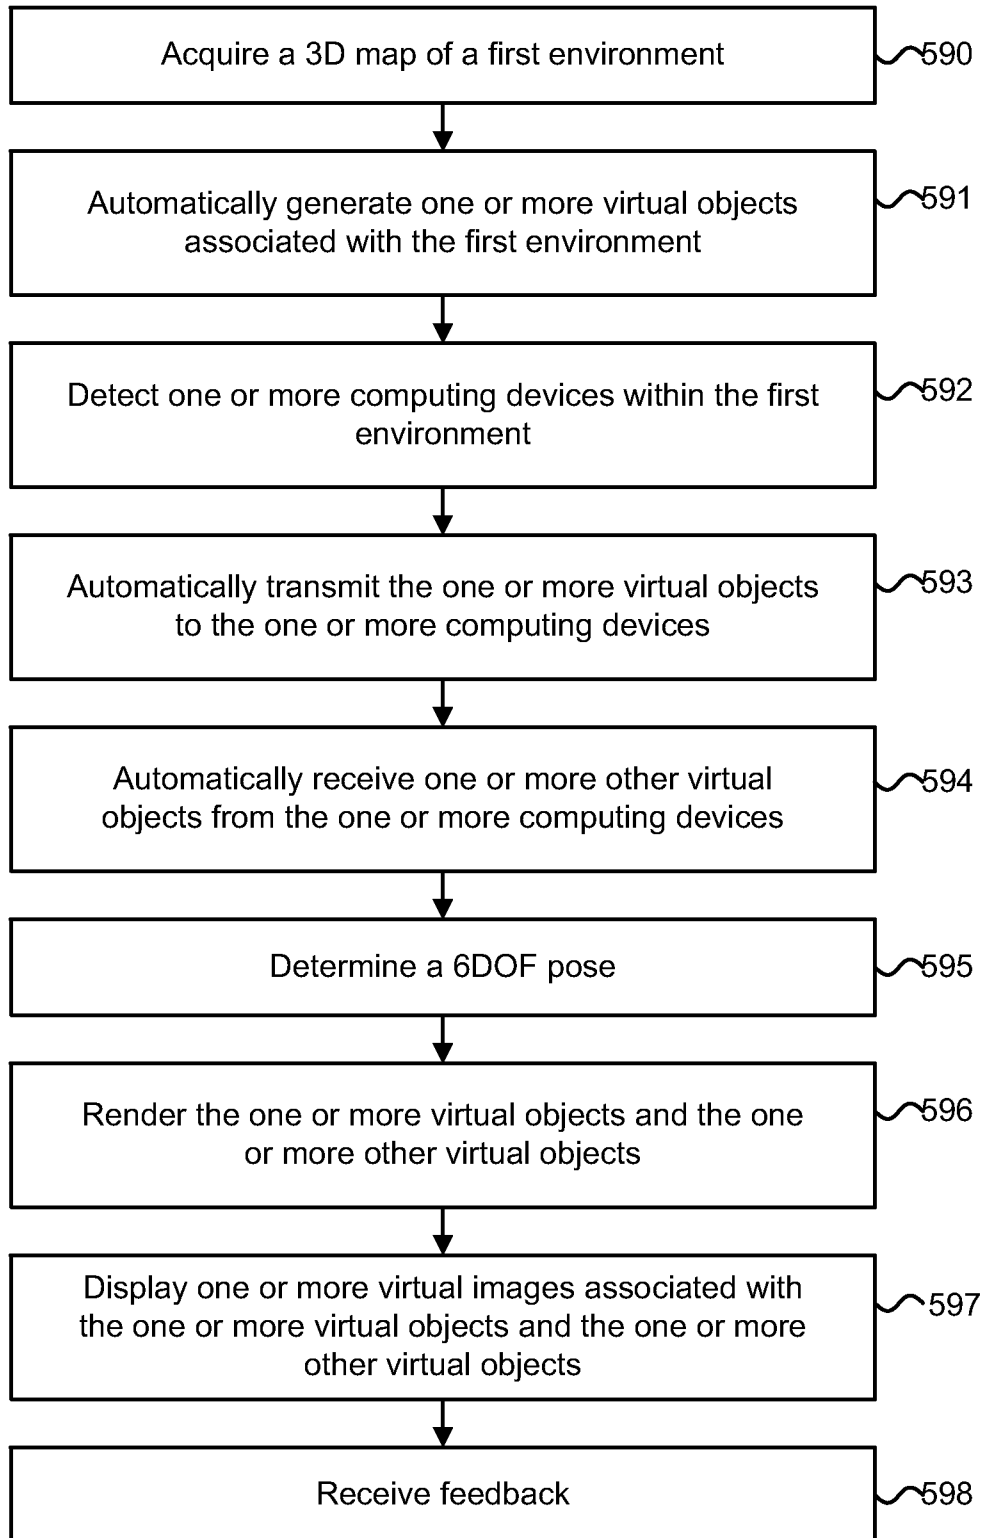 Acquire a 3D map of a first environment
590
Automatically generate one or more virtual objects
associated with the first environment
591
Detect one or more computing devices within the first
environment
592
Automatically transmit the one or more virtual objects
to the one or more computing devices
593
Automatically receive one or more other virtual
objects from the one or more computing devices
594
Determine a 6DOF pose
595
Render the one or more virtual objects and the one
or more other virtual objects
596
Display one or more virtual images associated with
the one or more virtual objects and the one or more
other virtual objects
597
Receive feedback
598